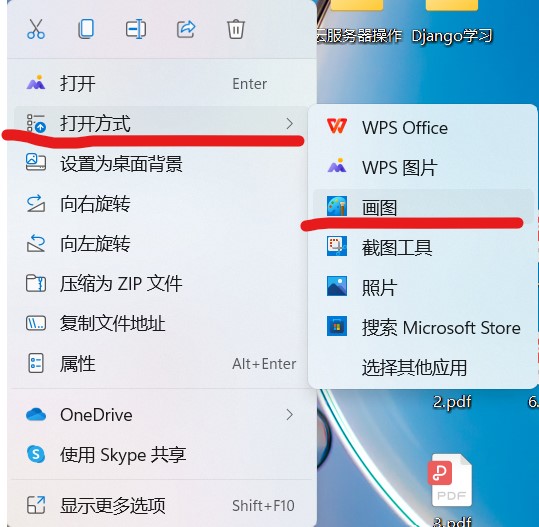 云服务器操作
Django学习
打开 Enter
打开方式
设置为桌面背景
向右旋转
向左旋转
压缩为 ZIP 文件
复制文件地址
属性 Alt+Enter
OneDrive
使用 Skype 共享
显示更多选项 Shift+F10
WPS Office
WPS 图片
画图
截图工具
照片
搜索 Microsoft Store
选择其他应用
2.pdf
6.
PDF
3.pdf